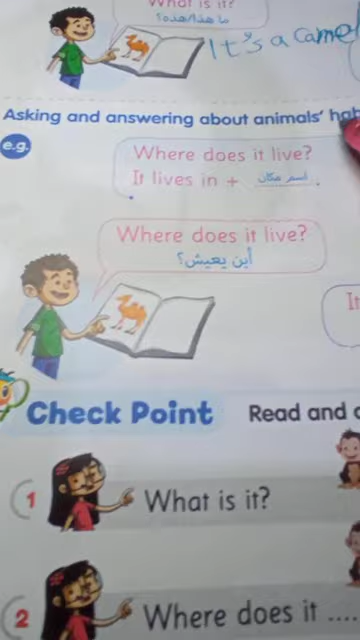 What is it?
ما هذا/هذه؟
It's a camel
Asking and answering about animals'
e.g.
Where does it live?
It lives in + اسم مكان .
Where does it live?
أين يعيش؟
It
Check Point
Read and
1 What is it?
2 Where does it ....